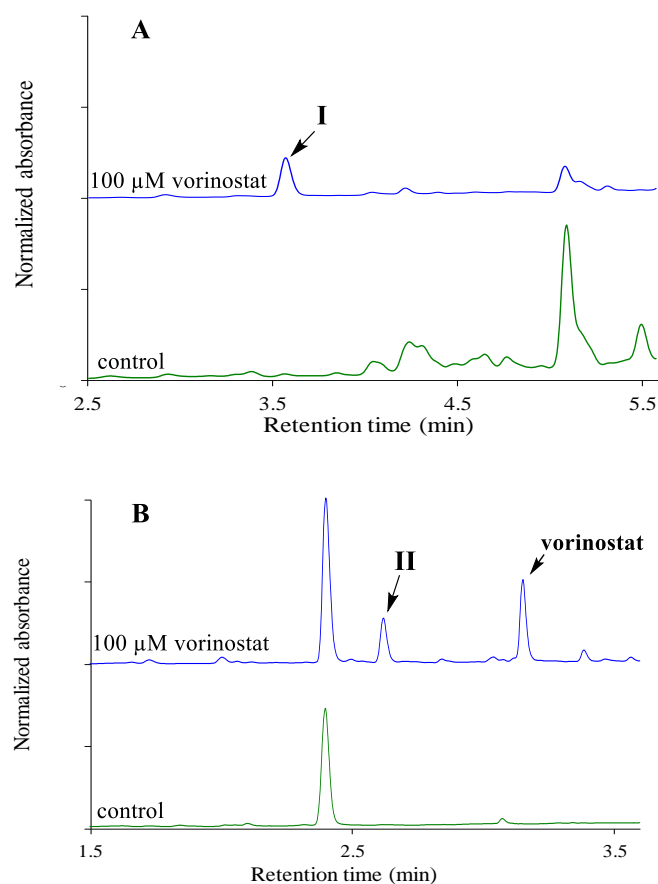 A
Normalized absorbance
I
100 µM vorinostat
control
2.5 3.5 4.5 5.5
Retention time (min)
B
Normalized absorbance
II
vorinostat
100 µM vorinostat
control
1.5 2.5 3.5
Retention time (min)